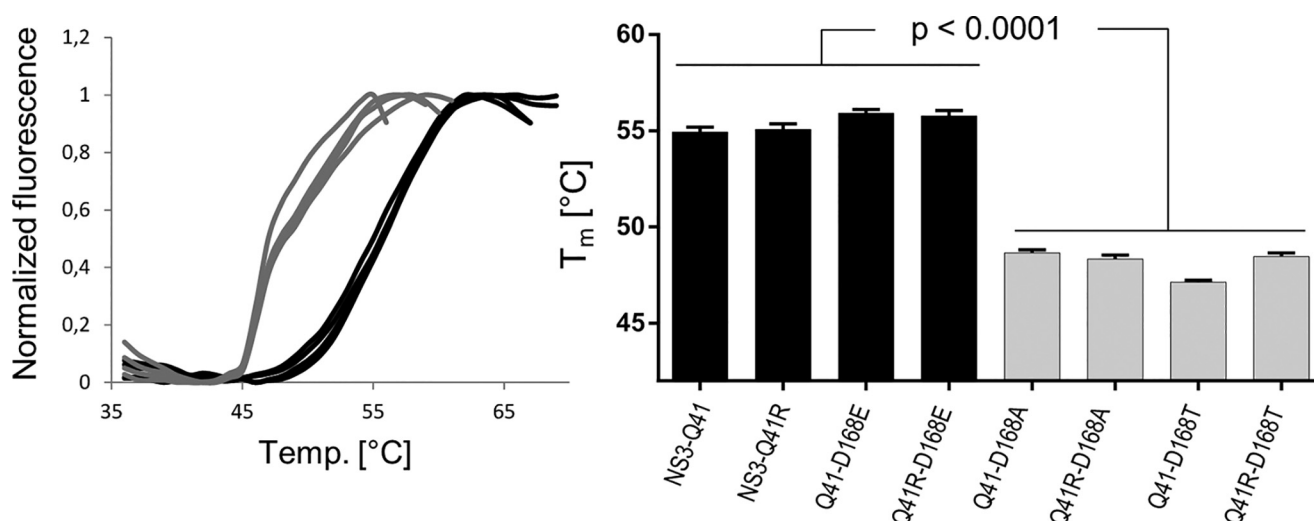 Normalized fluorescence
1,2
1
0,8
0,6
0,4
0,2
0
35
45
55
65
Temp. [°C]
Tm [°C]
60
55
50
45
p < 0.0001
NS3-Q41
NS3-Q41R
Q41-D168E
Q41R-D168E
Q41-D168A
Q41R-D168A
Q41-D168T
Q41R-D168T